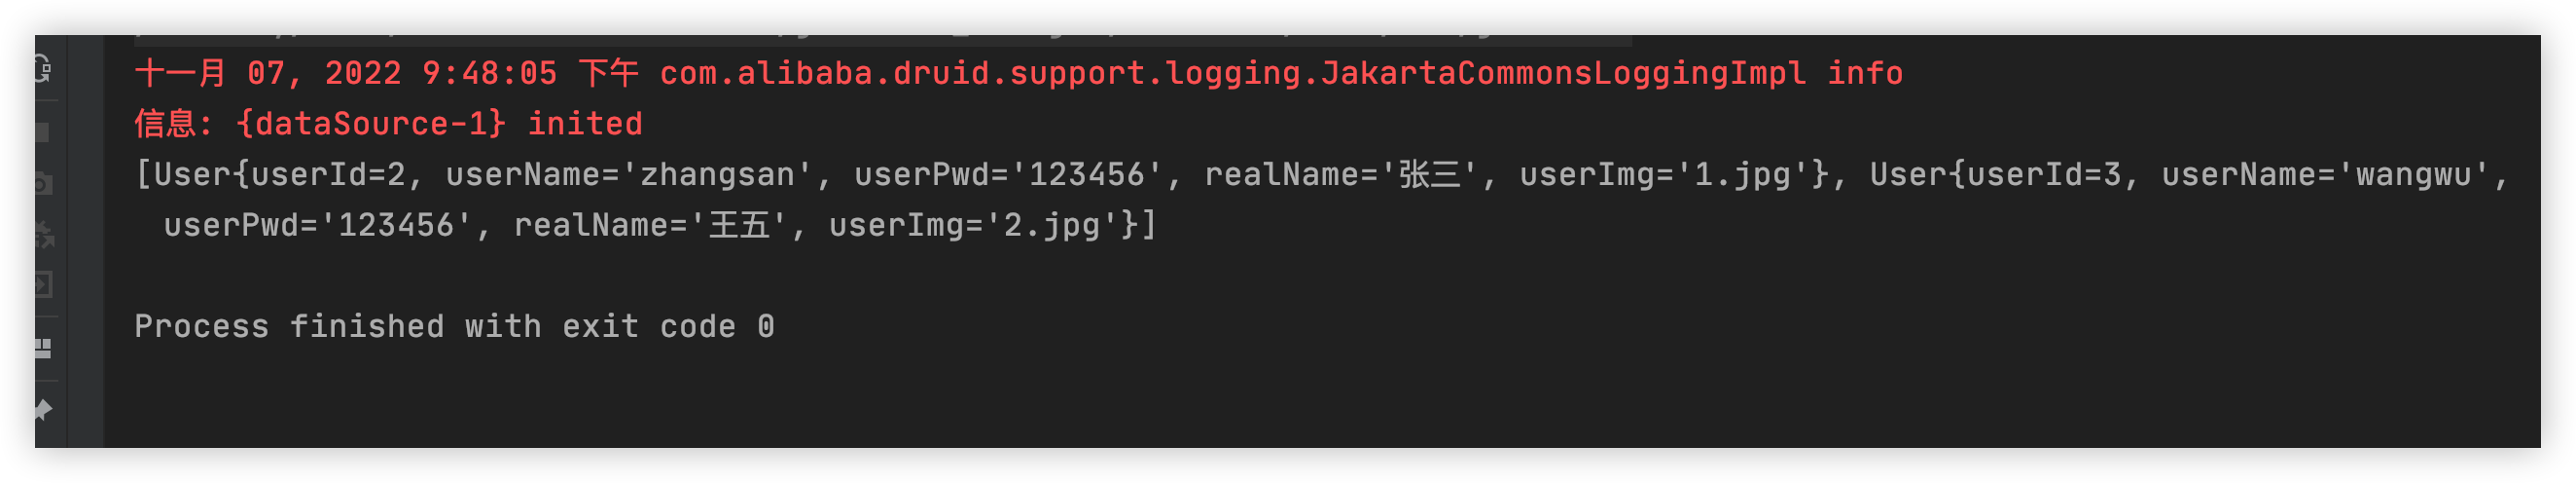 十一月 07, 2022 9:48:05 下午 com.alibaba.druid.support.logging.JakartaCommonsLoggingImpl info
信息: {dataSource-1} inited
[User{userId=2, userName='zhangsan', userPwd='123456', realName='张三', userImg='1.jpg'}, User{userId=3, userName='wangwu',
userPwd='123456', realName='王五', userImg='2.jpg'}]
Process finished with exit code 0